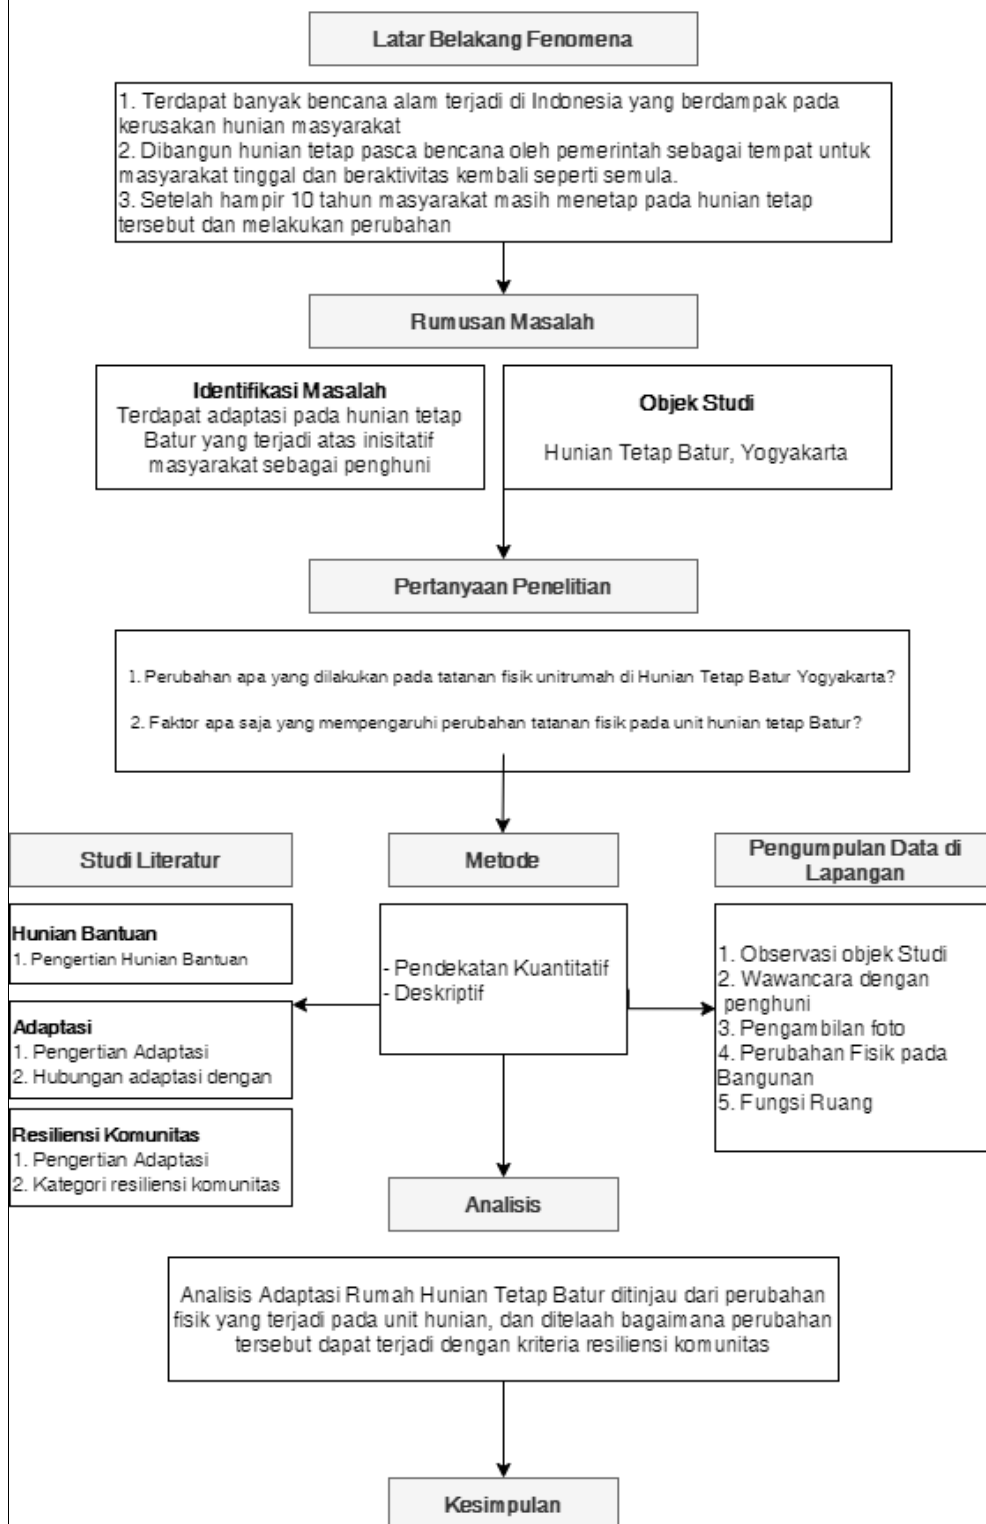 Latar Belakang Fenomena
1. Terdapat banyak bencana alam terjadi di Indonesia yang berdampak pada
kerusakan hunian masyarakat
2. Dibangun hunian tetap pasca bencana oleh pemerintah sebagai tempat untuk
masyarakat tinggal dan beraktivitas kembali seperti semula.
3. Setelah hampir 10 tahun masyarakat masih menetap pada hunian tetap
tersebut dan melakukan perubahan
Rumusan Masalah
Identifikasi Masalah
Terdapat adaptasi pada hunian tetap
Batur yang terjadi atas inisitatif
masyarakat sebagai penghuni
Objek Studi
Hunian Tetap Batur, Yogyakarta
Pertanyaan Penelitian
1. Perubahan apa yang dilakukan pada tatanan fisik unitrumah di Hunian Tetap Batur Yogyakarta?
2. Faktor apa saja yang mempengaruhi perubahan tatanan fisik pada unit hunian tetap Batur?
Studi Literatur
Hunian Bantuan
1. Pengertian Hunian Bantuan
Adaptasi
1. Pengertian Adaptasi
2. Hubungan adaptasi dengan
Resiliensi Komunitas
1. Pengertian Adaptasi
2. Kategori resiliensi komunitas
Metode
- Pendekatan Kuantitatif
- Deskriptif
Pengumpulan Data di
Lapangan
1. Observasi objek Studi
2. Wawancara dengan
penghuni
3. Pengambilan foto
4. Perubahan Fisik pada
Bangunan
5. Fungsi Ruang
Analisis
Analisis Adaptasi Rumah Hunian Tetap Batur ditinjau dari perubahan
fisik yang terjadi pada unit hunian, dan ditelaah bagaimana perubahan
tersebut dapat terjadi dengan kriteria resiliensi komunitas
Kesimpulan